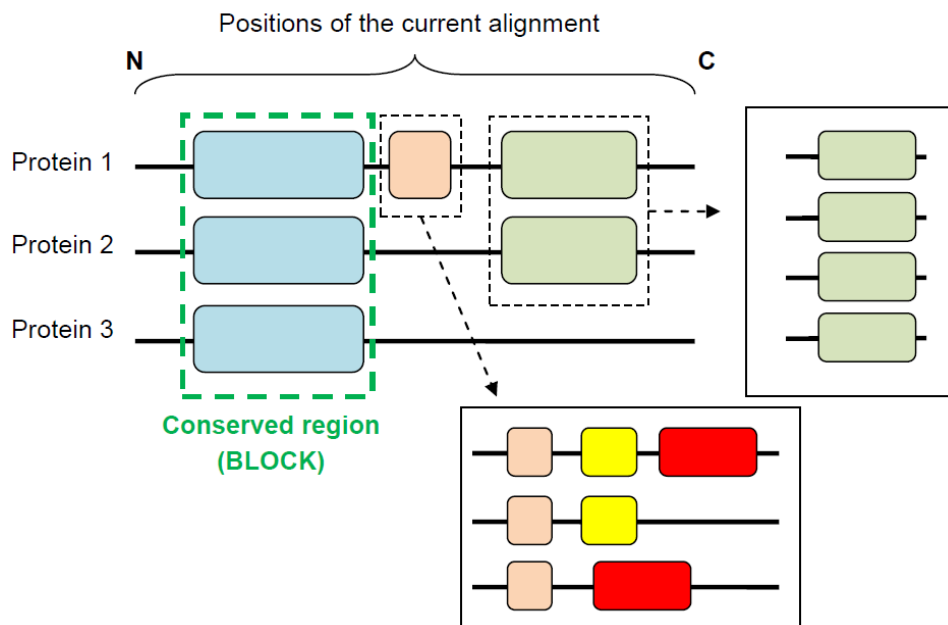 Positions of the current alignment
N
C
Protein 1
Protein 2
Protein 3
Conserved region
(BLOCK)